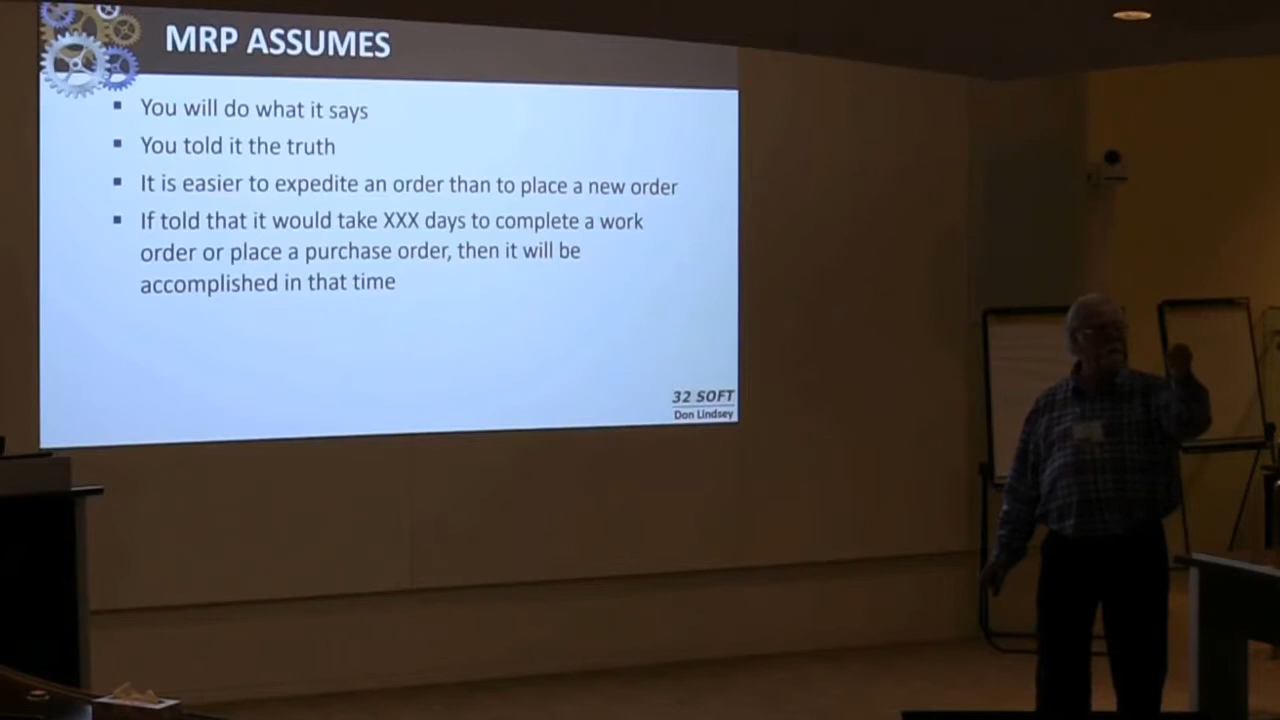 MRP ASSUMES
▪ You will do what it says
▪ You told it the truth
▪ It is easier to expedite an order than to place a new order
▪ If told that it would take XXX days to complete a work
order or place a purchase order, then it will be
accomplished in that time
32 SOFT
Don Lindsey